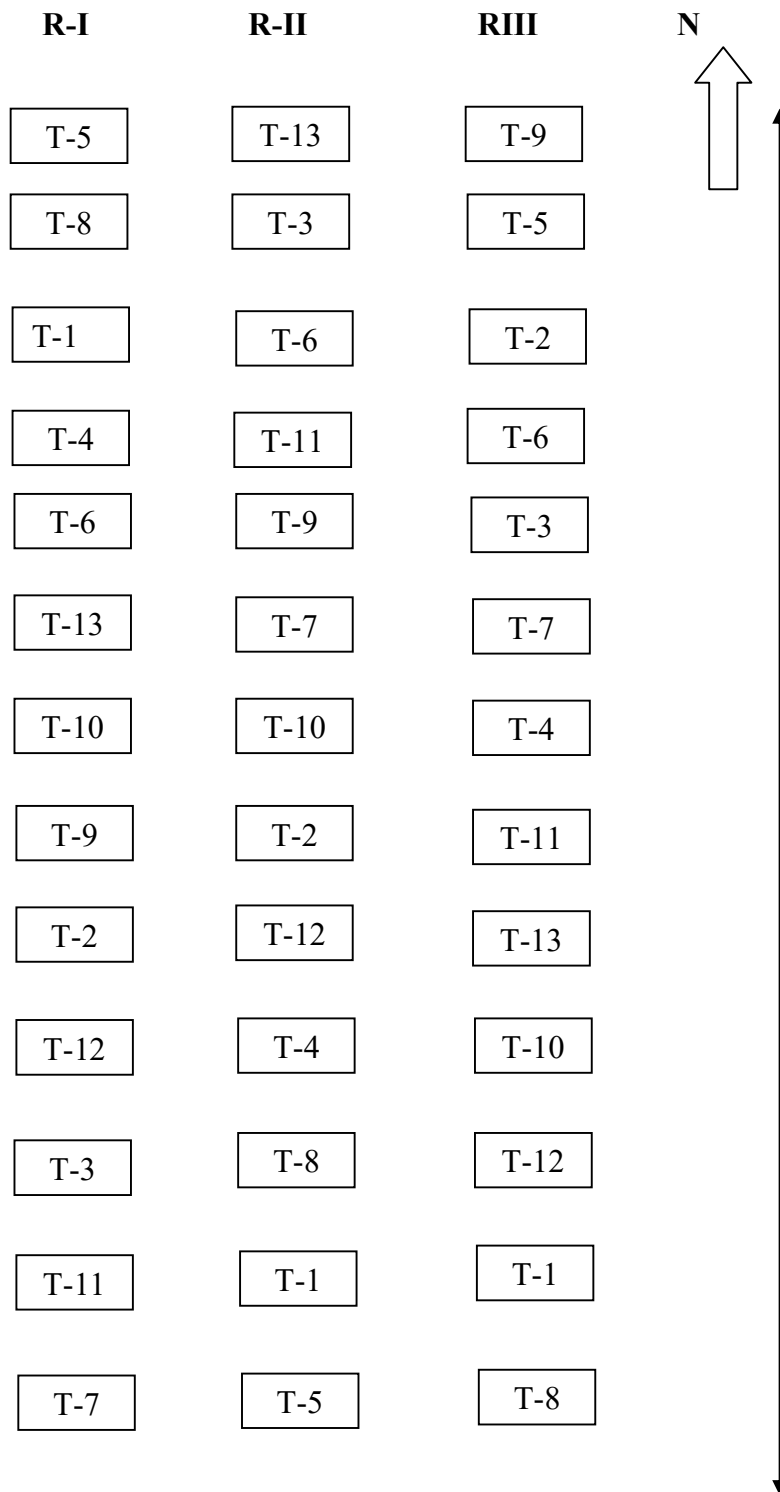 R-I R-II RIII N
T-5 T-13 T-9
T-8 T-3 T-5
T-1 T-6 T-2
T-4 T-11 T-6
T-6 T-9 T-3
T-13 T-7 T-7
T-10 T-10 T-4
T-9 T-2 T-11
T-2 T-12 T-13
T-12 T-4 T-10
T-3 T-8 T-12
T-11 T-1 T-1
T-7 T-5 T-8